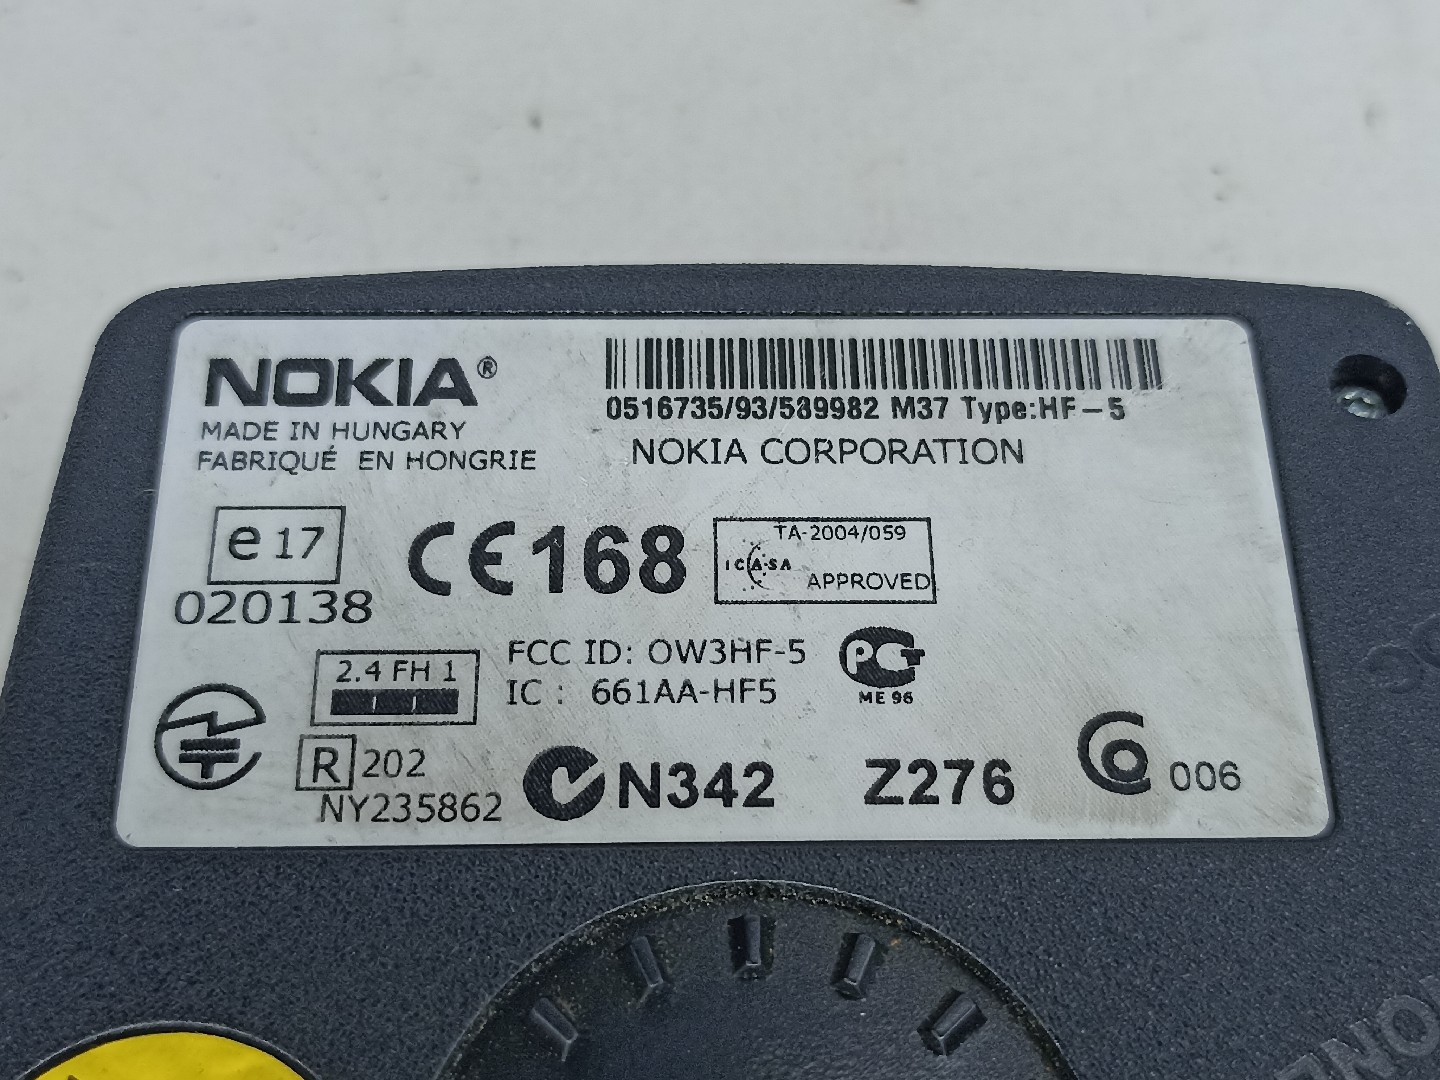 NOKIA®
MADE IN HUNGARY
FABRIQUÉ EN HONGRIE
0516735/93/589982 M37 Type:HF-5
NOKIA CORPORATION
e 17
020138
CE168
TA-2004/059
ICASA
APPROVED
2.4 FH 1
FCC ID: OW3HF-5
IC : 661AA-HF5
PCT
ME 96
R 202
NY235862
N342
Z276
006